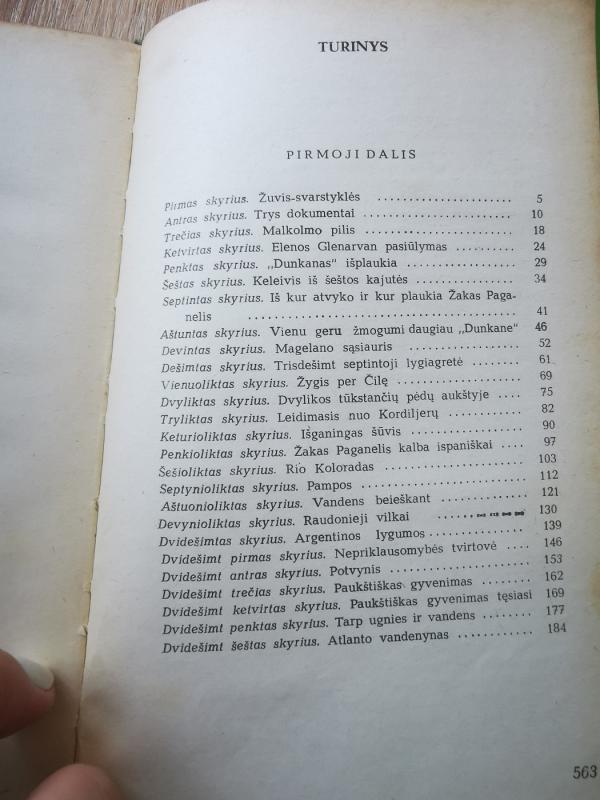 TURINYS
PIRMOJI DALIS
Pirmas skyrius. Žuvis-svarstyklės ...................... 5
Antras skyrius. Trys dokumentai ........................ 10
Trečias skyrius. Malkolmo pilis ........................ 18
Ketvirtas skyrius. Elenos Glenarvan pasiūlymas .......... 24
Penktas skyrius. „Dunkanas" išplaukia .................. 29
Šeštas skyrius. Keleivis iš šeštos kajutės ................ 34
Septintas skyrius. Iš kur atvyko ir kur plaukia Žakas Paga-
nelis ............................................ 41
Aštuntas skyrius. Vienu geru žmogumi daugiau „Dunkane" 46
Devintas skyrius. Magelano sąsiauris .................. 52
Dešimtas skyrius. Trisdešimt septintoji lygiagretė ........ 61
Vienuoliktas skyrius. Žygis per Čilę .................... 69
Dvyliktas skyrius. Dvylikos tūkstančių pėdų aukštyje .... 75
Tryliktas skyrius. Leidimasis nuo Kordiljerų ............ 82
Keturioliktas skyrius. Išganingas šūvis .................. 90
Penkioliktas skyrius. Žakas Paganelis kalba ispaniškai .... 97
Šešioliktas skyrius. Rio Koloradas ...................... 103
Septynioliktas skyrius. Pampos ........................ 112
Aštuonioliktas skyrius. Vandens beieškant .............. 121
Devynioliktas skyrius. Raudonieji vilkai .............. 130
Dvidešimtas skyrius. Argentinos lygumos ............... 139
Dvidešimt pirmas skyrius. Nepriklausomybės tvirtovė .... 146
Dvidešimt antras skyrius. Potvynis ...................... 153
Dvidešimt trečias skyrius. Paukštiškas gyvenimas ........ 162
Dvidešimt ketvirtas skyrius. Paukštiškas gyvenimas tęsiasi 169
Dvidešimt penktas skyrius. Tarp ugnies ir vandens ........ 177
Dvidešimt šeštas skyrius. Atlanto vandenynas ............ 184
563